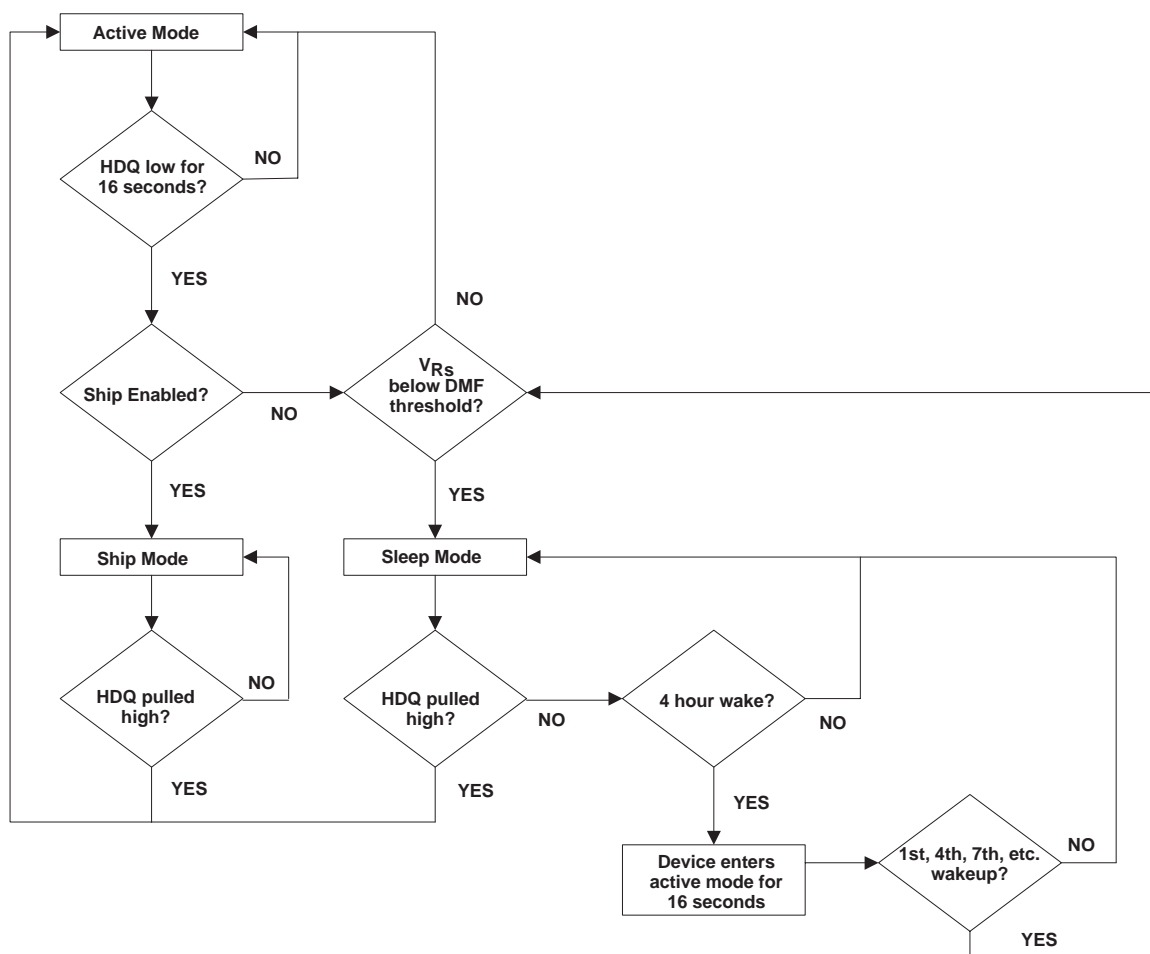 Active Mode
HDQ low for
16 seconds?
NO
YES
NO
Ship Enabled?
NO
VRs
below DMF
threshold?
YES
YES
Ship Mode
Sleep Mode
HDQ pulled
high?
NO
HDQ pulled
high?
NO
4 hour wake?
NO
YES
YES
YES
Device enters
active mode for
16 seconds
1st, 4th, 7th, etc.
wakeup?
NO
YES